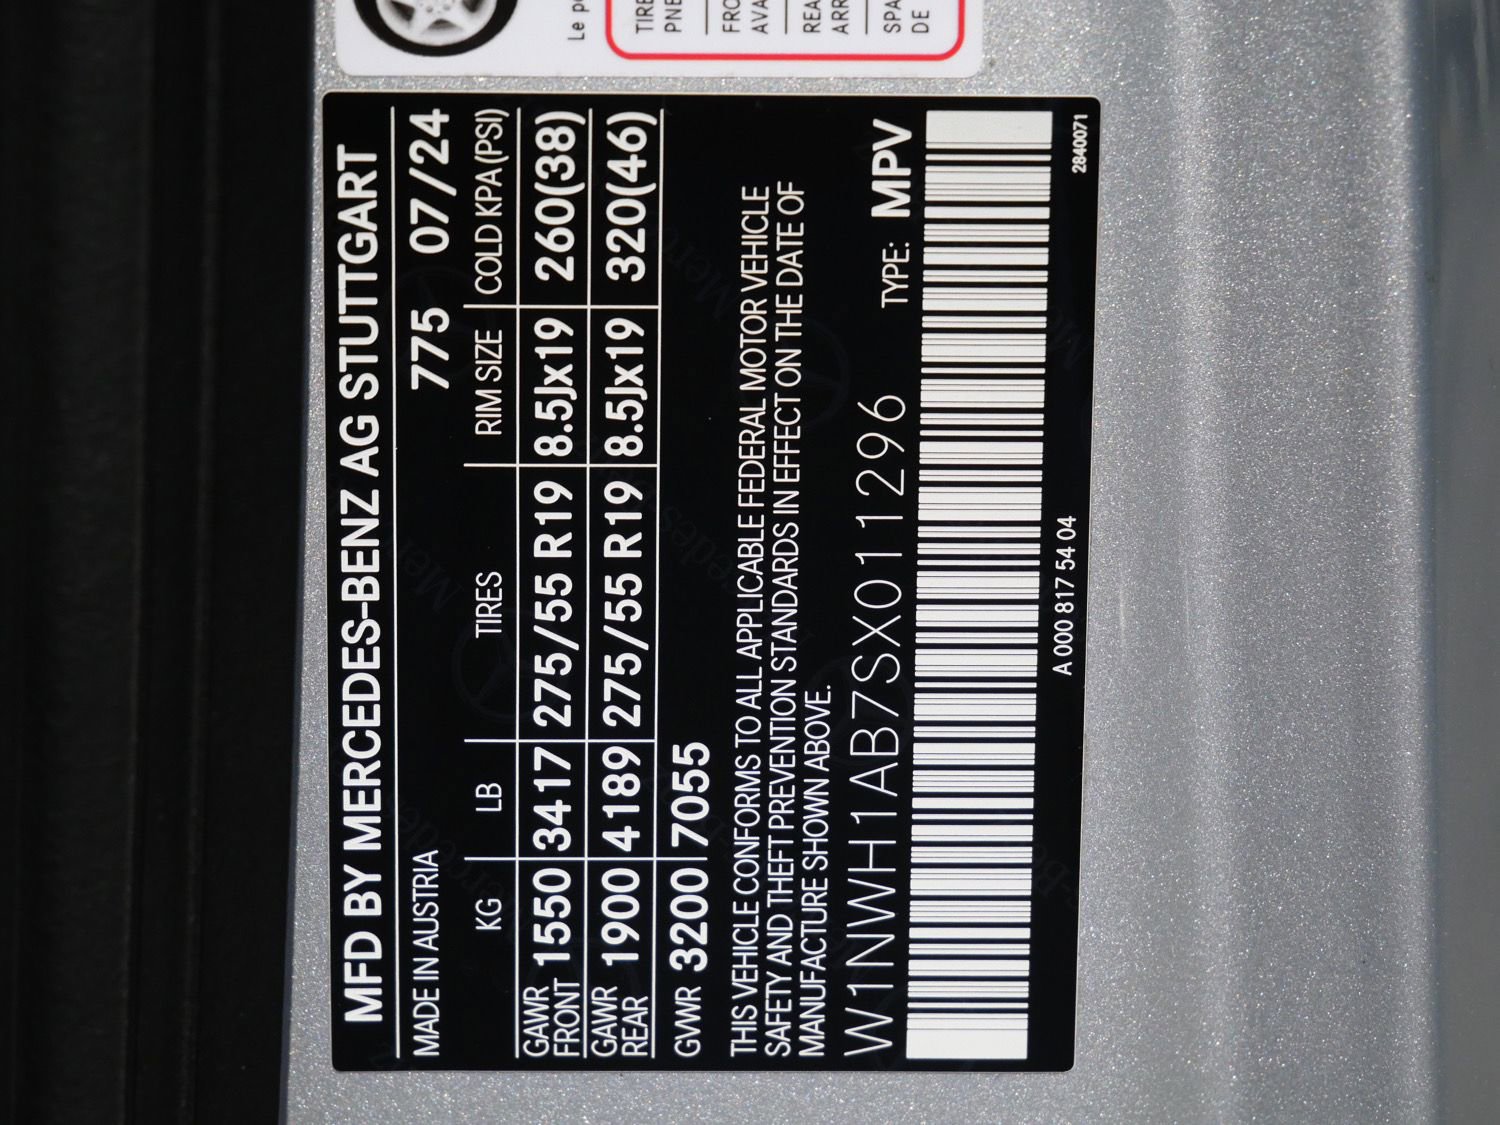 MFD BY MERCEDES-BENZ AG STUTTGART
MADE IN AUSTRIA 775 07/24
KG LB TIRES RIM SIZE COLD KPA (PSI)
GAWR FRONT 1550 3417 275/55 R19 8.5Jx19 260(38)
GAWR REAR 1900 4189 275/55 R19 8.5Jx19 320(46)
GVWR 3200 7055
THIS VEHICLE CONFORMS TO ALL APPLICABLE FEDERAL MOTOR VEHICLE
SAFETY AND THEFT PREVENTION STANDARDS IN EFFECT ON THE DATE OF
MANUFACTURE SHOWN ABOVE.
W1NWH1AB7SX011296 TYPE: MPV
A 000 817 54 04 2840071
Le